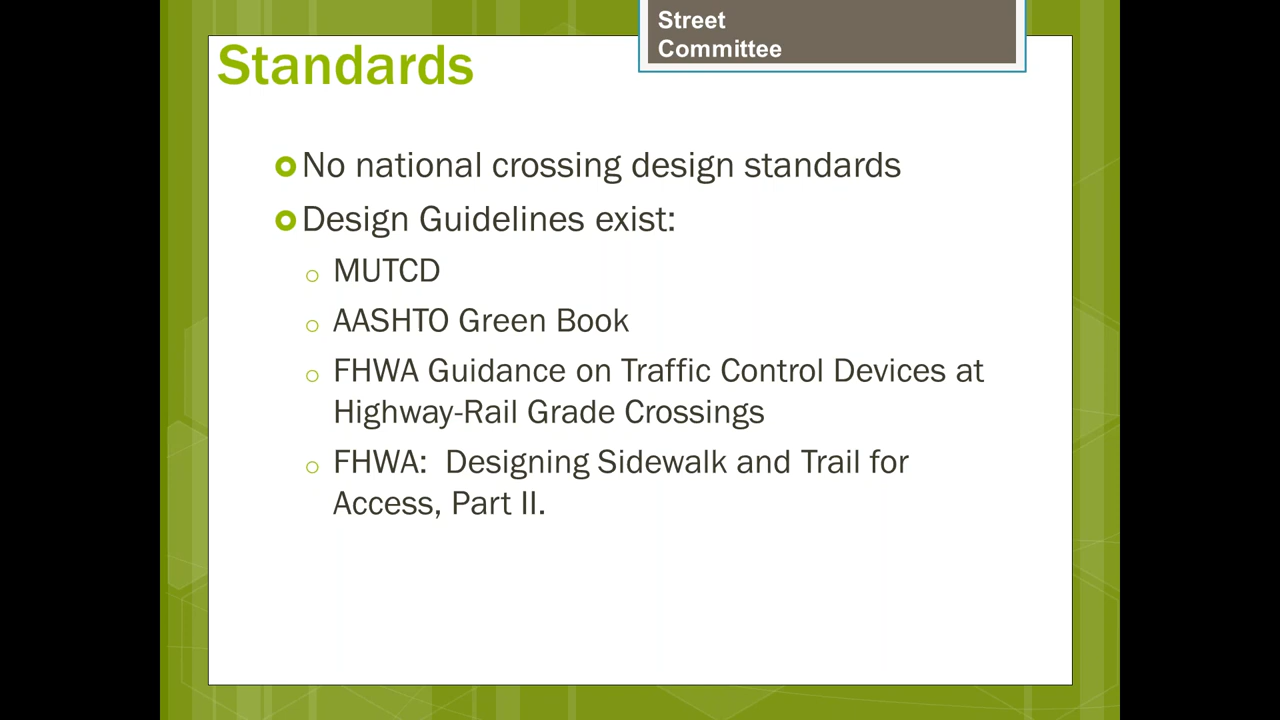 Street
Committee
Standards
No national crossing design standards
Design Guidelines exist:
MUTCD
AASHTO Green Book
FHWA Guidance on Traffic Control Devices at
Highway-Rail Grade Crossings
FHWA:  Designing Sidewalk and Trail for
Access, Part II.